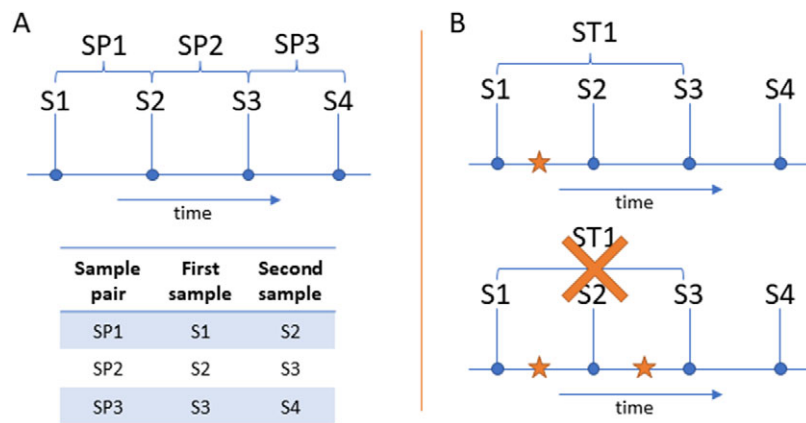 A
SP1 SP2 SP3
S1 S2 S3 S4
time
Sample pair First sample Second sample
SP1 S1 S2
SP2 S2 S3
SP3 S3 S4
B
ST1
S1 S2 S3 S4
time
ST1
S1 S2 S3 S4
time